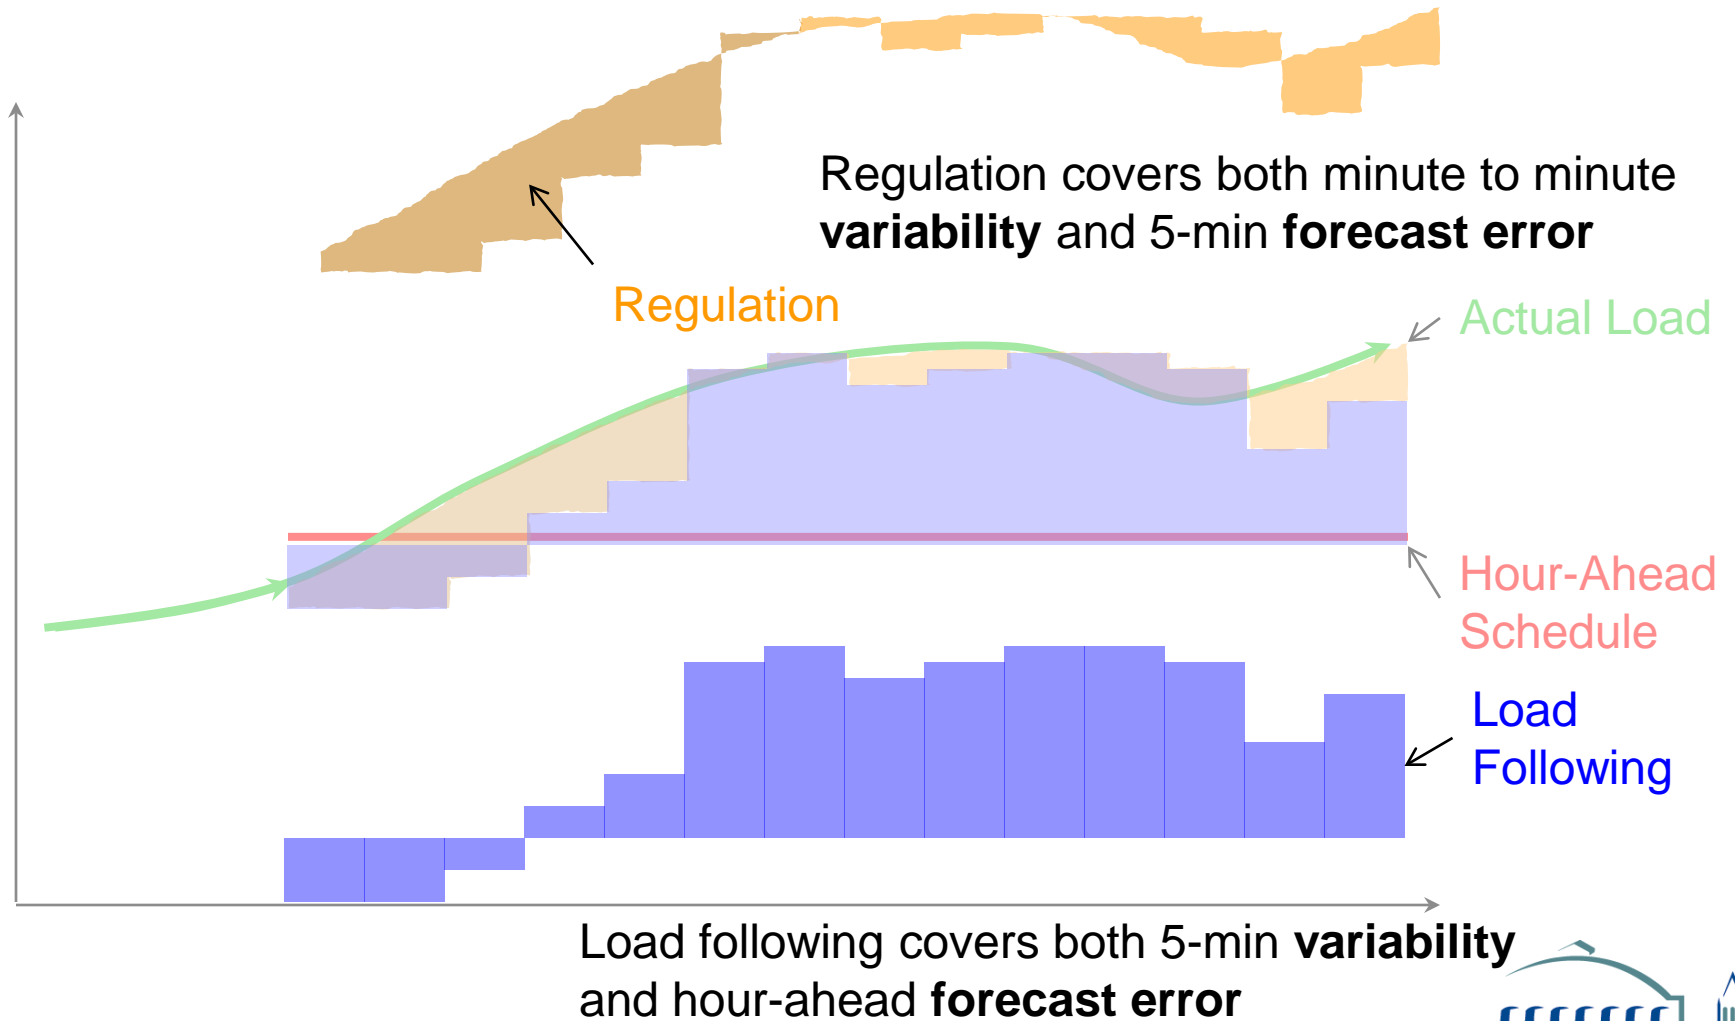 Regulation covers both minute to minute
variability and 5-min forecast error
Regulation
Actual Load
Hour-Ahead
Schedule
Load
Following
Load following covers both 5-min variability
and hour-ahead forecast error